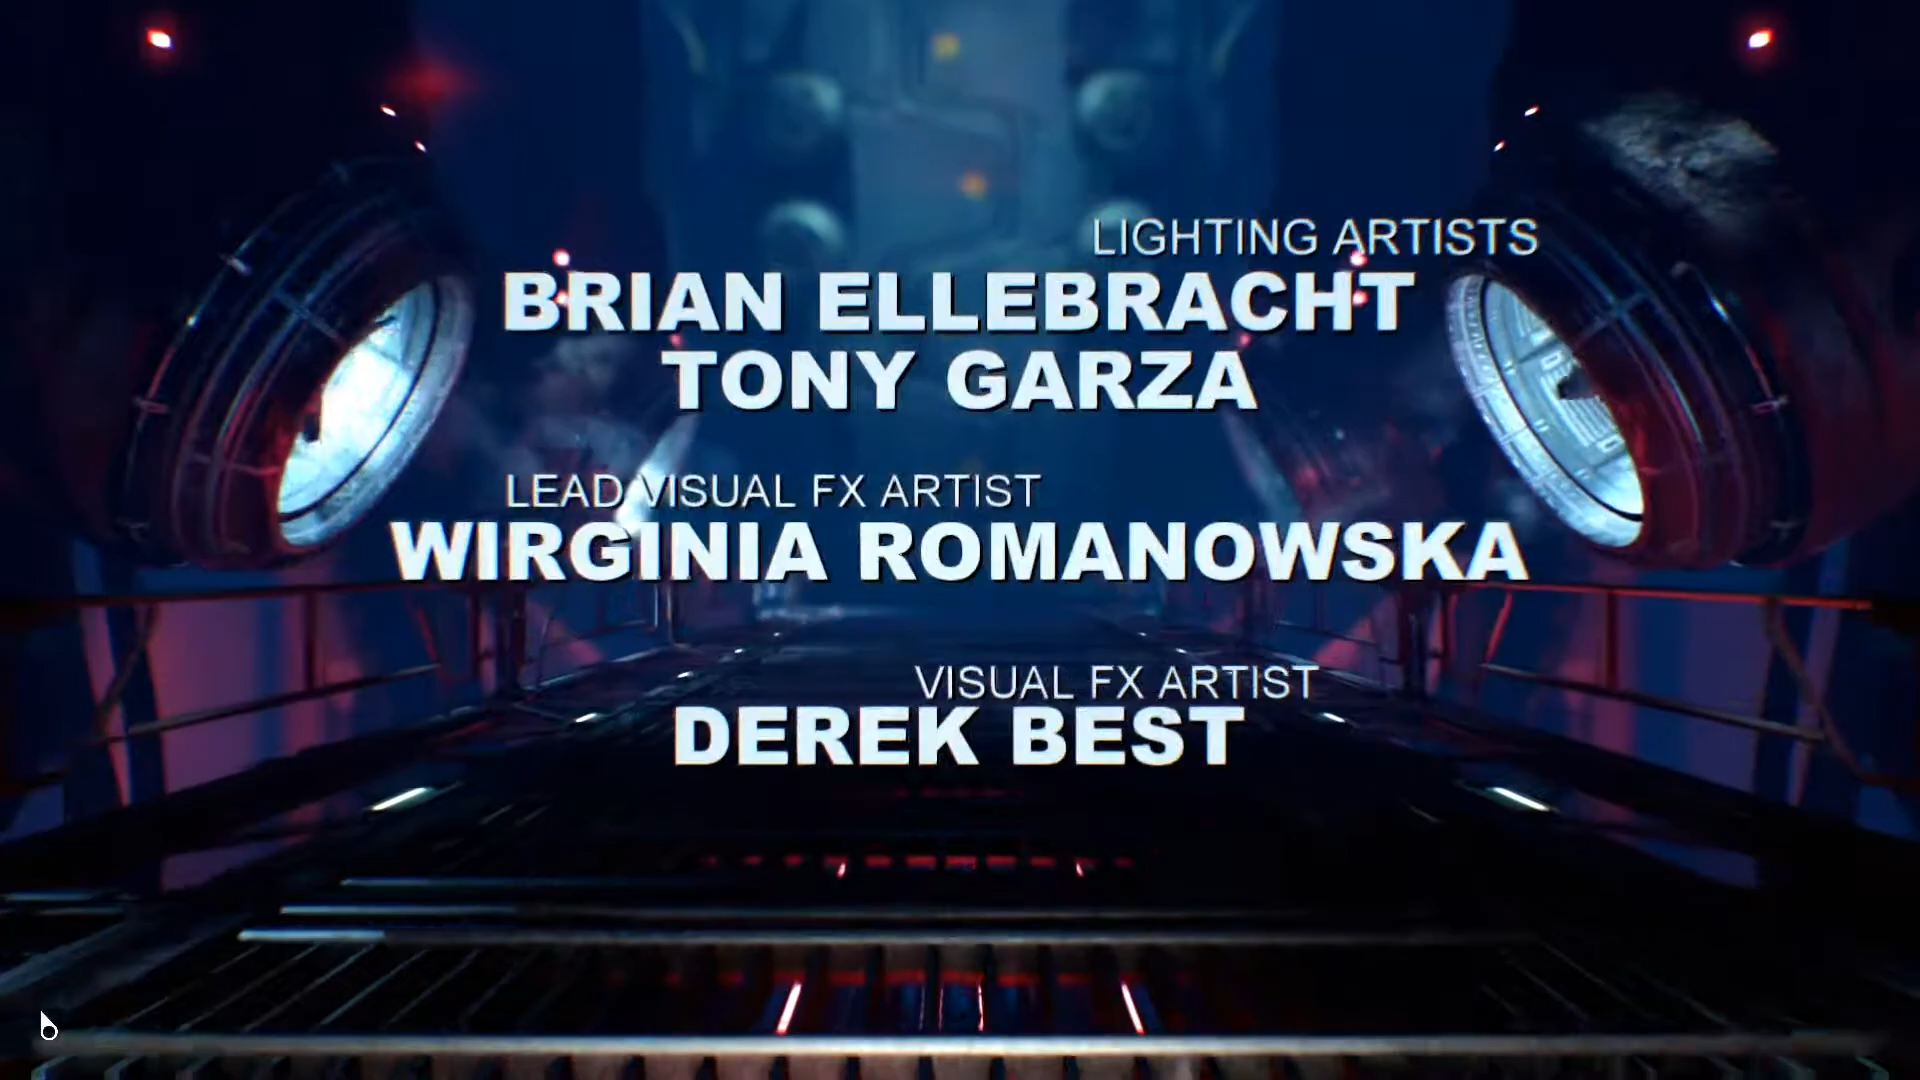 LIGHTING ARTISTS
BRIAN ELLEBRACHT
TONY GARZA
LEAD VISUAL FX ARTIST
WIRGINIA ROMANOWSKA
VISUAL FX ARTIST
DEREK BEST